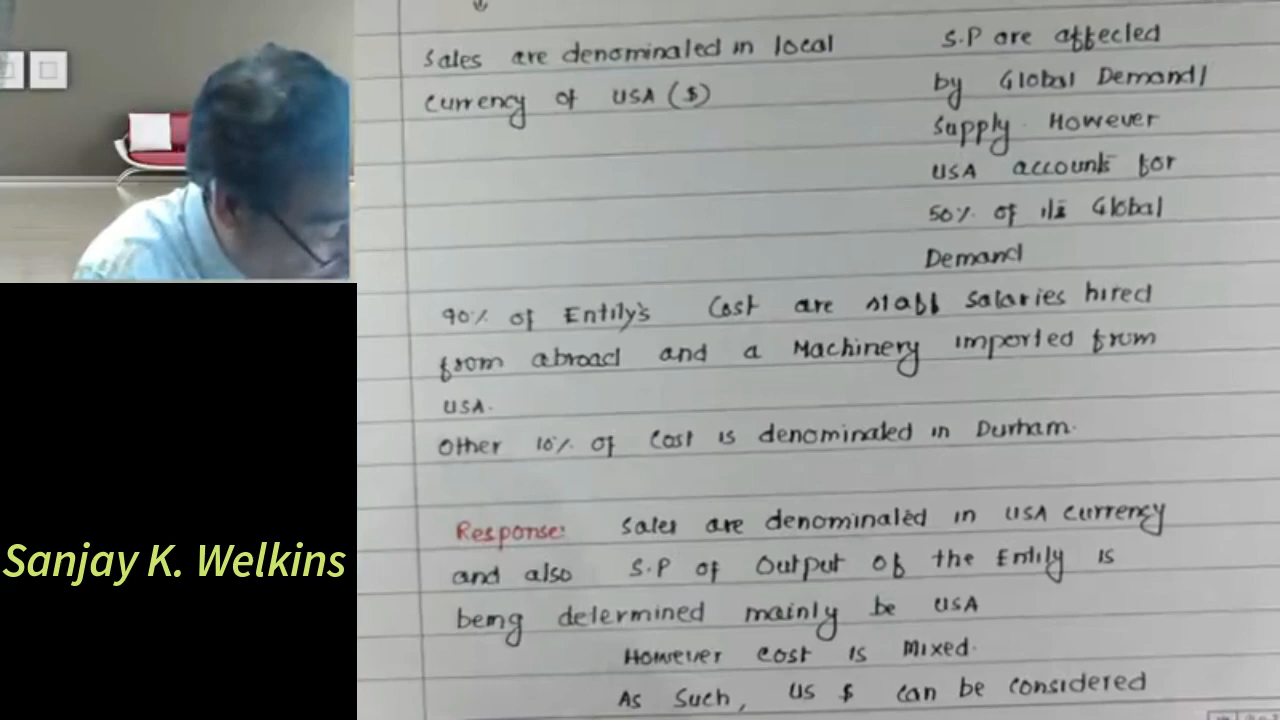 Sales are denominated in local
currency of USA ($)
S.P are affected
by Global Demand/
Supply. However
USA accounts for
50% of its Global
Demand
90% of Entity's Cost are staff salaries hired
from abroad and a Machinery imported from
USA.
Other 10% of Cost is denominated in Durham.
Response: Sales are denominated in USA currency
and also S.P of Output of the Entity is
being determined mainly be USA
However cost is Mixed.
As Such, US $ can be considered
Sanjay K. Welkins